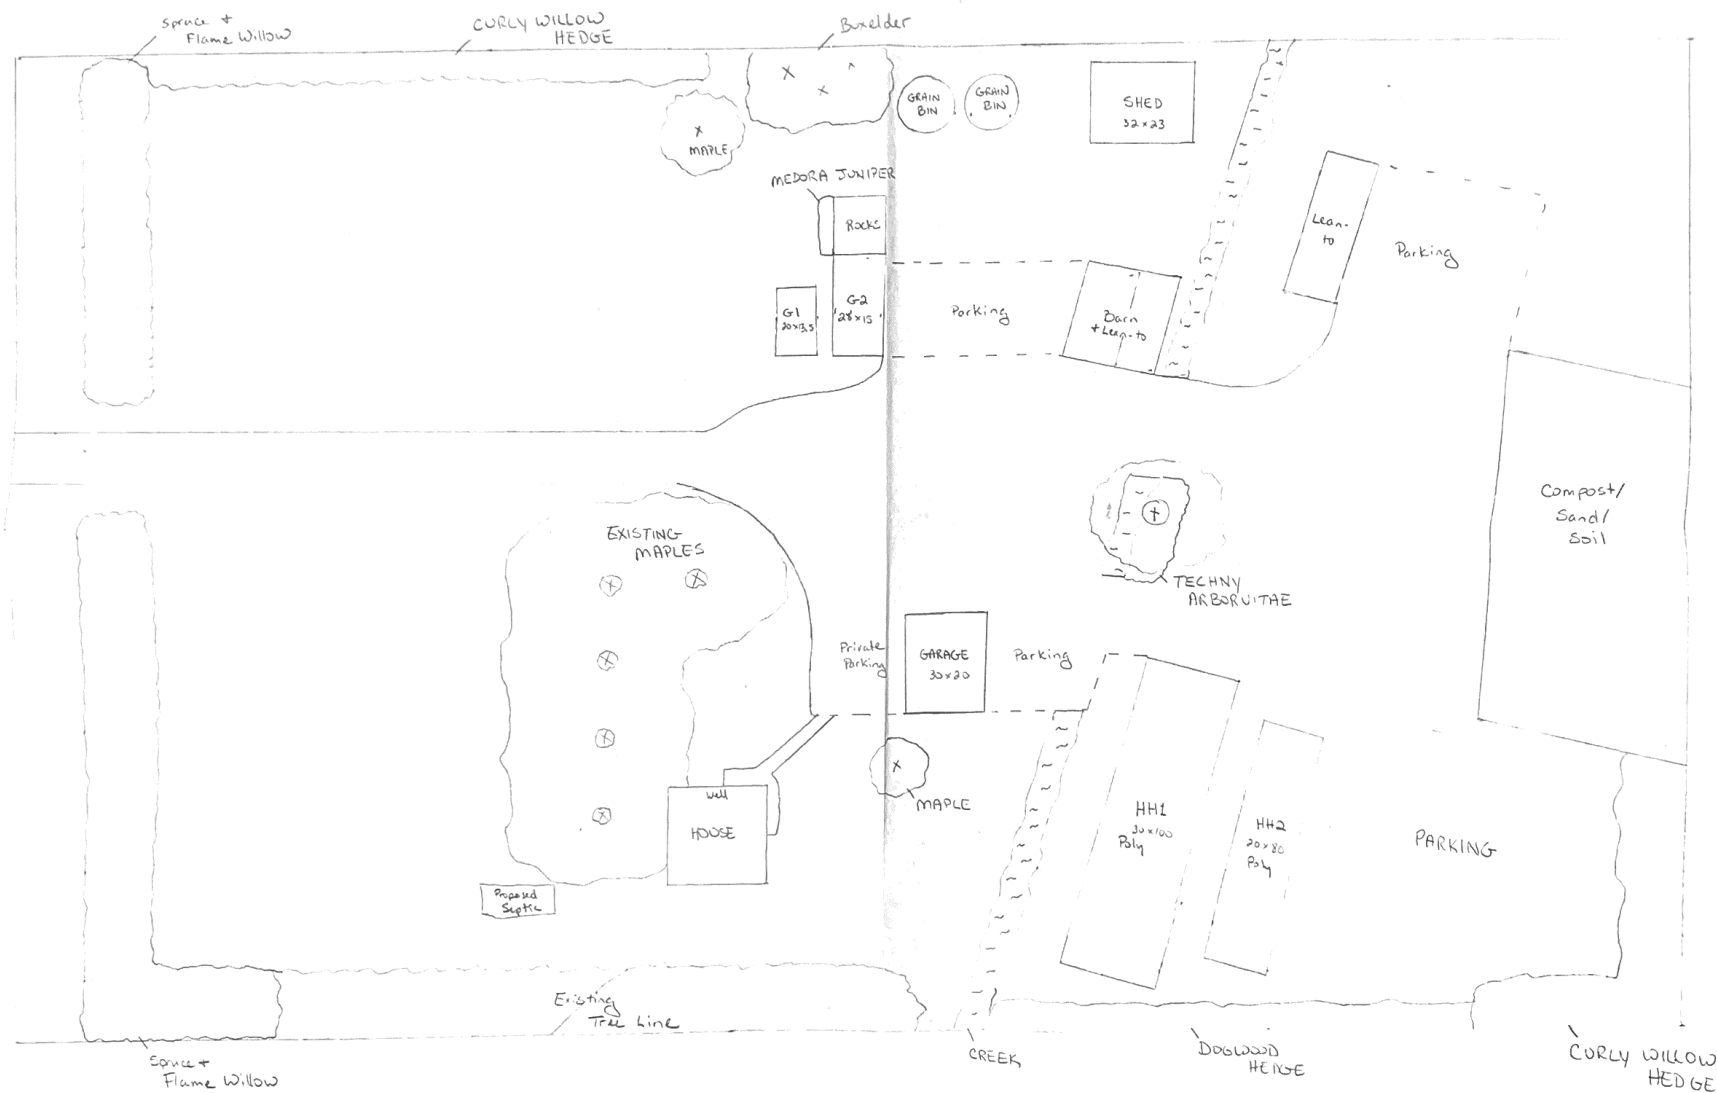 Spruce +
Flame Willow
CURLY WILLOW
HEDGE
Boxelder
GRAIN
BIN
GRAIN
BIN
SHED
32x23
MAPLE
MEDORA JUNIPER
ROCKS
Lean-
to
Parking
G1
20x13.5
G2
28x15
Parking
Barn
+ Lean-to
Compost/
Sand/
Soil
EXISTING
MAPLES
TECHNY
ARBORVITAE
Private
Parking
GARAGE
30x20
Parking
Well
HOUSE
MAPLE
HH1
30x100
Poly
HH2
20x80
Poly
PARKING
Proposed
Septic
Existing
Tree Line
Spruce +
Flame Willow
CREEK
DOGWOOD
HEDGE
CURLY WILLOW
HEDGE